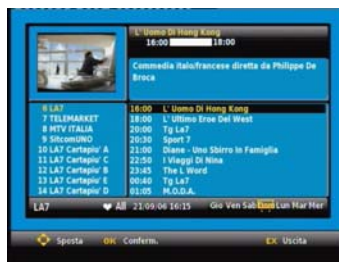 L' Uomo Di Hong Kong
16:00 18:00
Commedia italo/francese diretta da Philippe De
Broca
6 LA7
7 TELEMARKET
8 MTV ITALIA
9 SitcomUNO
10 LA7 Cartapiu' A
11 LA7 Cartapiu' C
12 LA7 Cartapiu' B
13 LA7 Cartapiu' C
14 LA7 Cartapiu' D
16:00 L' Uomo Di Hong Kong
18:00 L' Ultimo Eroe Del West
20:00 Tg La7
20:30 Sport 7
21:00 Diane - Uno Sbirro In Famiglia
22:50 I Viaggi Di Nina
23:45 The L Word
00:40 Tg La7
01:05 M.O.D.A.
LA7 All 21/09/06 16:15 Gio Ven Sab Dom Lun Mar Mer
Sposta OK Conferm. EX Uscita